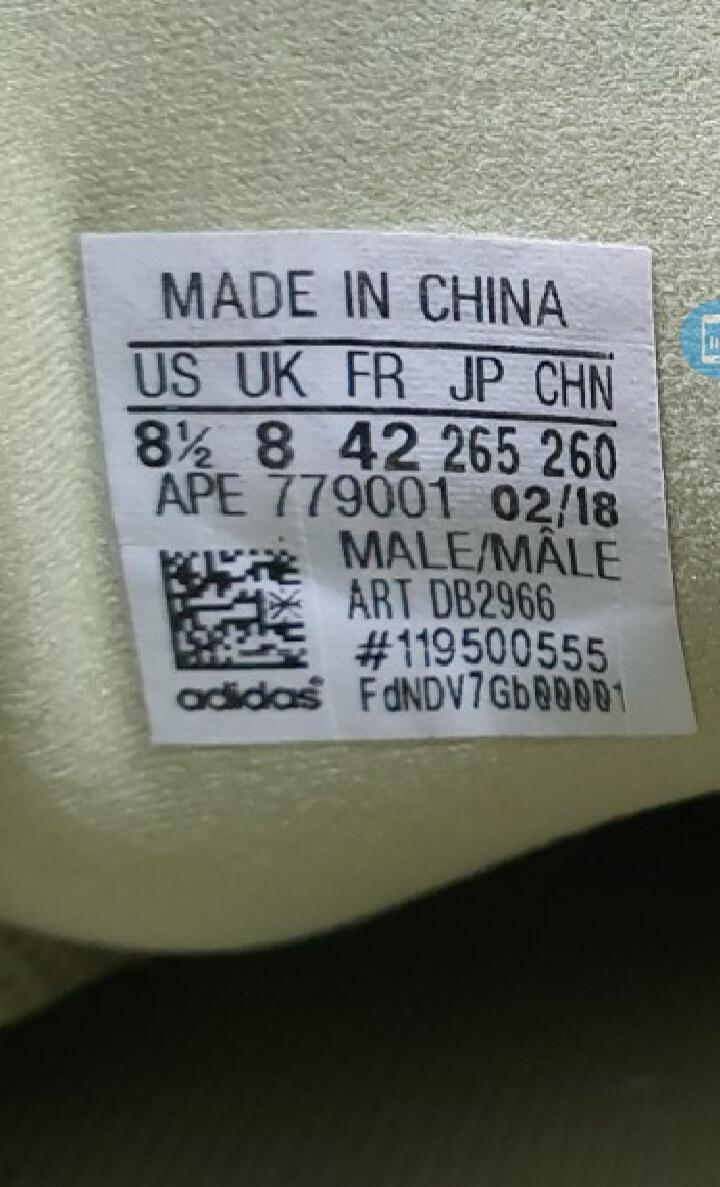 MADE IN CHINA
US UK FR JP CHN
8½ 8 42 265 260
APE 779001 02/18
MALE/MÂLE
ART DB2966
#119500555
adidas® FdNDV7Gb00001